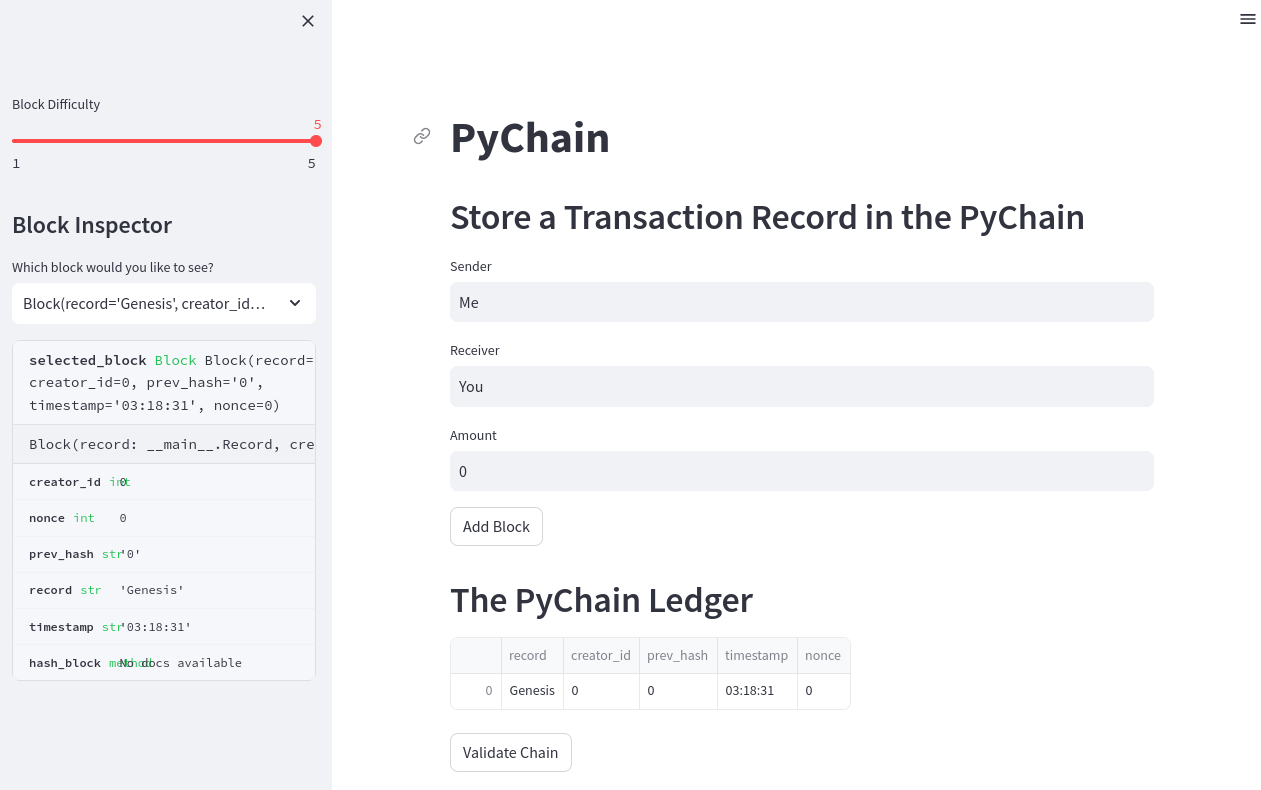 Block Difficulty
5
1
5
Block Inspector
Which block would you like to see?
Block(record='Genesis', creator_id...
selected_block Block Block(record=
creator_id=0, prev_hash='0',
timestamp='03:18:31', nonce=0)
Block(record: __main__.Record, cre
creator_id int 0
nonce int 0
prev_hash str '0'
record str 'Genesis'
timestamp str '03:18:31'
hash_block method No docs available
PyChain
Store a Transaction Record in the PyChain
Sender
Me
Receiver
You
Amount
0
Add Block
The PyChain Ledger
record creator_id prev_hash timestamp nonce
0 Genesis 0 0 03:18:31 0
Validate Chain